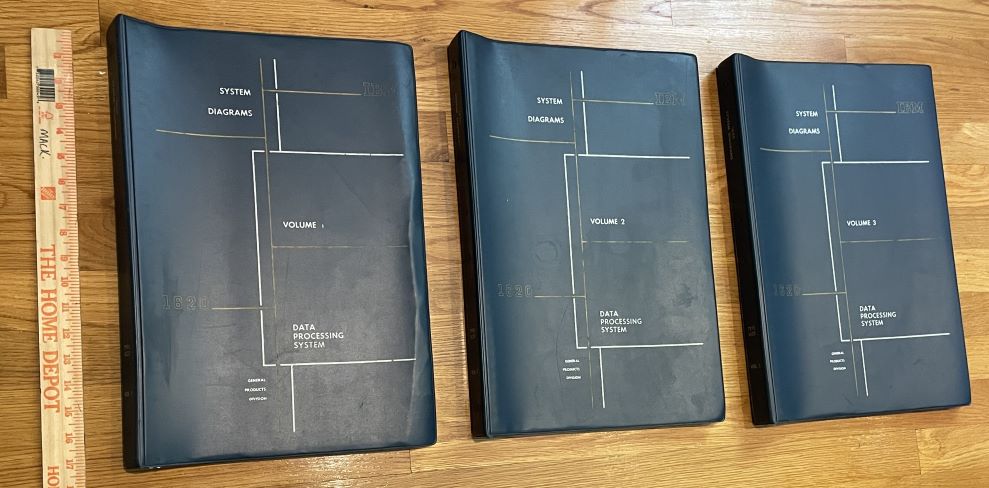 MACK.
THE HOME DEPOT
HO
SYSTEM
DIAGRAMS
IBM
VOLUME 1
1620
DATA
PROCESSING
SYSTEM
GENERAL
PRODUCTS
DIVISION
SYSTEM
DIAGRAMS
IBM
VOLUME 2
1620
DATA
PROCESSING
SYSTEM
GENERAL
PRODUCTS
DIVISION
SYSTEM
DIAGRAMS
IBM
VOLUME 3
1620
DATA
PROCESSING
SYSTEM
GENERAL
PRODUCTS
DIVISION